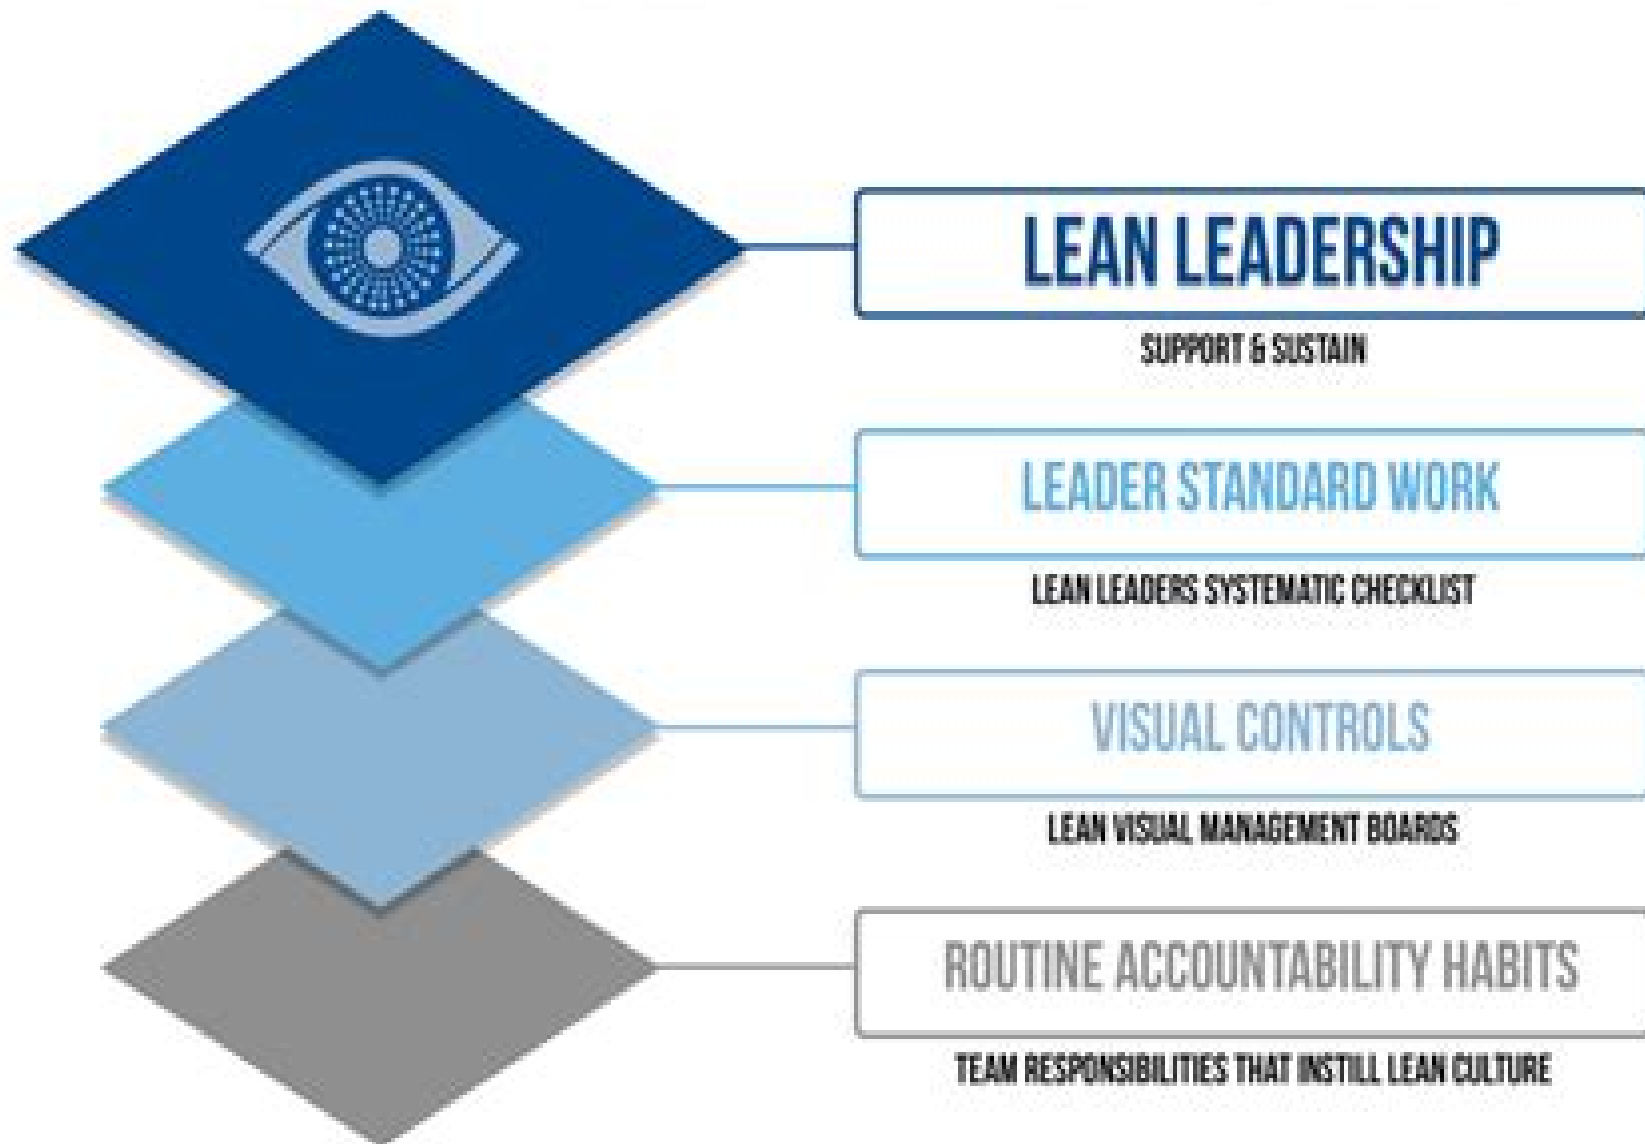 LEAN LEADERSHIP
SUPPORT & SUSTAIN
LEADER STANDARD WORK
LEAN LEADERS SYSTEMATIC CHECKLIST
VISUAL CONTROLS
LEAN VISUAL MANAGEMENT BOARDS
ROUTINE ACCOUNTABILITY HABITS
TEAM RESPONSIBILITIES THAT INSTILL LEAN CULTURE